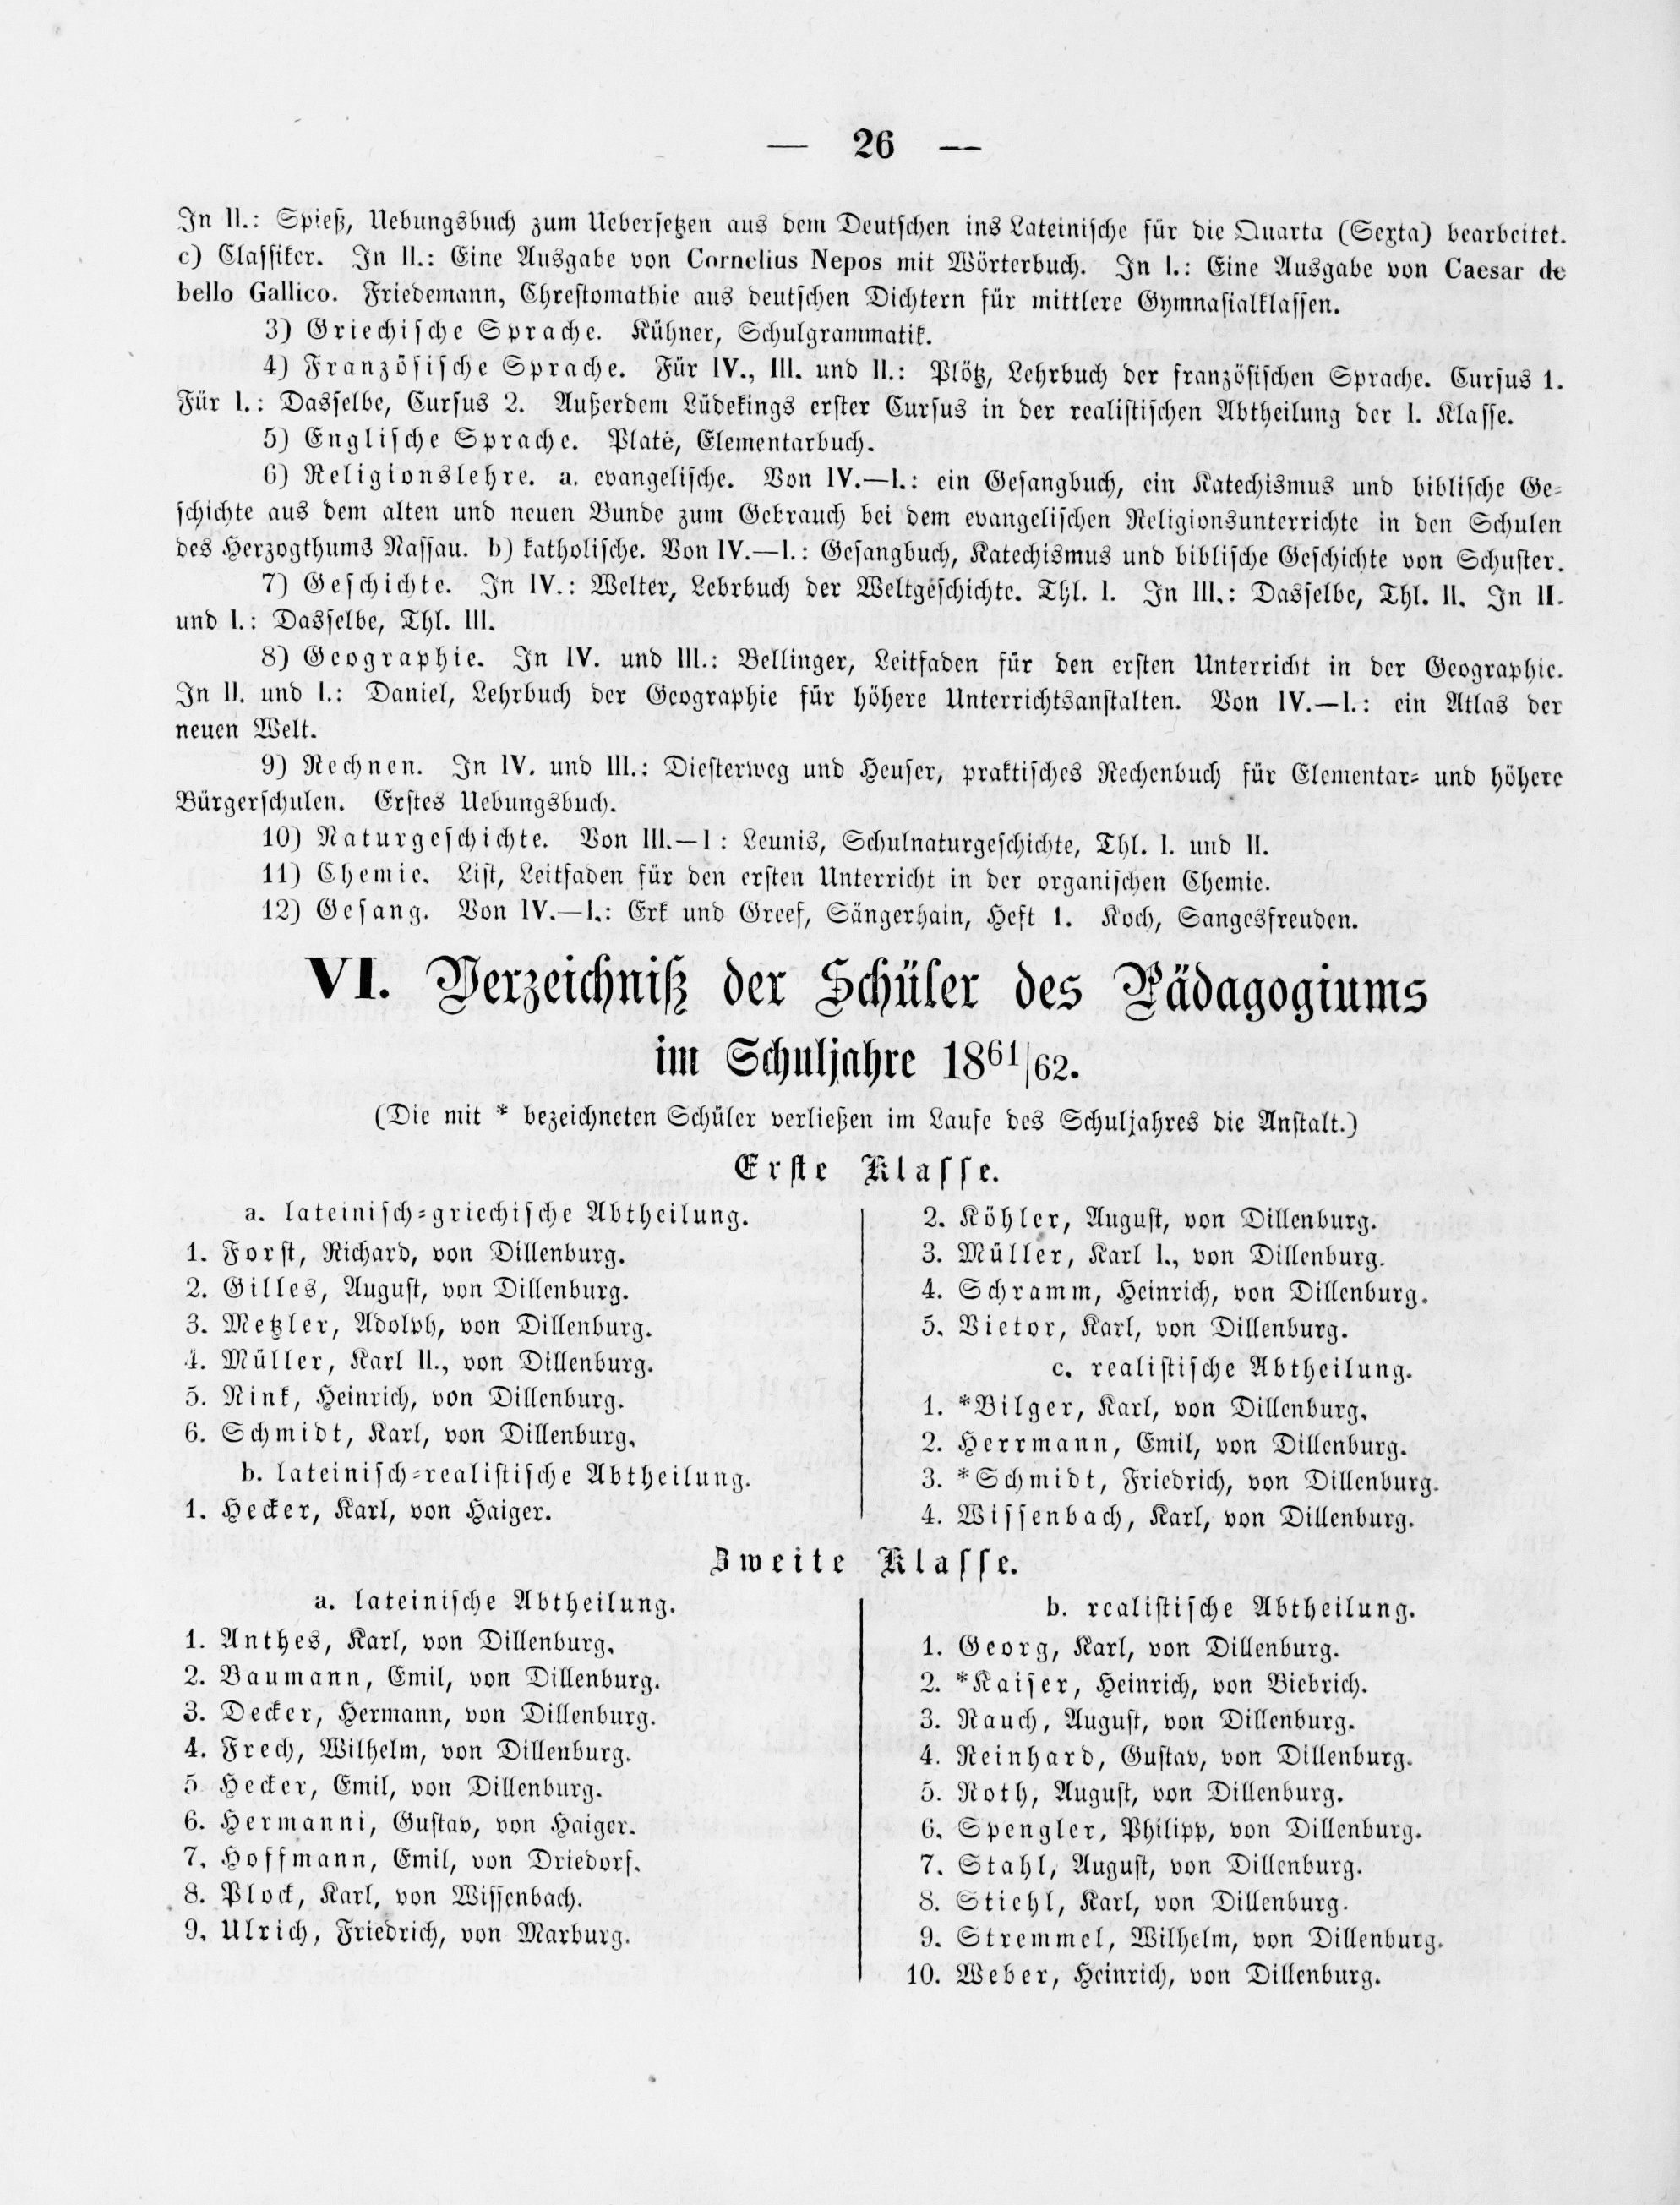 — 26 —
In II.: Spieß, Uebungsbuch zum Uebersetzen aus dem Deutschen ins Lateinische für die Quarta (Sexta) bearbeitet.
c) Classiker. In II.: Eine Ausgabe von Cornelius Nepos mit Wörterbuch. In I.: Eine Ausgabe von Caesar de
bello Gallico. Friedemann, Chrestomathie aus deutschen Dichtern für mittlere Gymnasialklassen.
3) Griechische Sprache. Kühner, Schulgrammatik.
4) Französische Sprache. Für IV., III. und II.: Plötz, Lehrbuch der französischen Sprache. Cursus 1.
Für I.: Dasselbe, Cursus 2. Außerdem Lüdekings erster Cursus in der realistischen Abtheilung der I. Klasse.
5) Englische Sprache. Platé, Elementarbuch.
6) Religionslehre. a. evangelische. Von IV.—I.: ein Gesangbuch, ein Katechismus und biblische Ge-
schichte aus dem alten und neuen Bunde zum Gebrauch bei dem evangelischen Religionsunterrichte in den Schulen
des Herzogthums Nassau. b) katholische. Von IV.—I.: Gesangbuch, Katechismus und biblische Geschichte von Schuster.
7) Geschichte. In IV.: Welter, Lehrbuch der Weltgeschichte. Thl. I. In III.: Dasselbe, Thl. II. In II.
und I.: Dasselbe, Thl. III.
8) Geographie. In IV. und III.: Bellinger, Leitfaden für den ersten Unterricht in der Geographie.
In II. und I.: Daniel, Lehrbuch der Geographie für höhere Unterrichtsanstalten. Von IV.—I.: ein Atlas der
neuen Welt.
9) Rechnen. In IV. und III.: Diesterweg und Heuser, praktisches Rechenbuch für Elementar- und höhere
Bürgerschulen. Erstes Uebungsbuch.
10) Naturgeschichte. Von III.—I: Leunis, Schulnaturgeschichte, Thl. I. und II.
11) Chemie. List, Leitfaden für den ersten Unterricht in der organischen Chemie.
12) Gesang. Von IV.—I.: Erk und Greef, Sängerhain, Heft 1. Koch, Sangesfreuden.
VI. Verzeichniß der Schüler des Pädagogiums
im Schuljahre 1861/62.
(Die mit * bezeichneten Schüler verließen im Laufe des Schuljahres die Anstalt.)
Erste Klasse.
a. lateinisch-griechische Abtheilung.
1. Forst, Richard, von Dillenburg.
2. Gilles, August, von Dillenburg.
3. Metzler, Adolph, von Dillenburg.
4. Müller, Karl II., von Dillenburg.
5. Nink, Heinrich, von Dillenburg.
6. Schmidt, Karl, von Dillenburg.
b. lateinisch-realistische Abtheilung.
1. Hecker, Karl, von Haiger.
2. Köhler, August, von Dillenburg.
3. Müller, Karl I., von Dillenburg.
4. Schramm, Heinrich, von Dillenburg.
5. Vietor, Karl, von Dillenburg.
c. realistische Abtheilung.
1. *Bilger, Karl, von Dillenburg.
2. Herrmann, Emil, von Dillenburg.
3. *Schmidt, Friedrich, von Dillenburg.
4. Wissenbach, Karl, von Dillenburg.
Zweite Klasse.
a. lateinische Abtheilung.
1. Anthes, Karl, von Dillenburg.
2. Baumann, Emil, von Dillenburg.
3. Decker, Hermann, von Dillenburg.
4. Frech, Wilhelm, von Dillenburg.
5 Hecker, Emil, von Dillenburg.
6. Hermanni, Gustav, von Haiger.
7. Hoffmann, Emil, von Driedorf.
8. Plock, Karl, von Wissenbach.
9. Ulrich, Friedrich, von Marburg.
b. realistische Abtheilung.
1. Georg, Karl, von Dillenburg.
2. *Kaiser, Heinrich, von Biebrich.
3. Rauch, August, von Dillenburg.
4. Reinhard, Gustav, von Dillenburg.
5. Roth, August, von Dillenburg.
6. Spengler, Philipp, von Dillenburg.
7. Stahl, August, von Dillenburg.
8. Stiehl, Karl, von Dillenburg.
9. Stremmel, Wilhelm, von Dillenburg.
10. Weber, Heinrich, von Dillenburg.